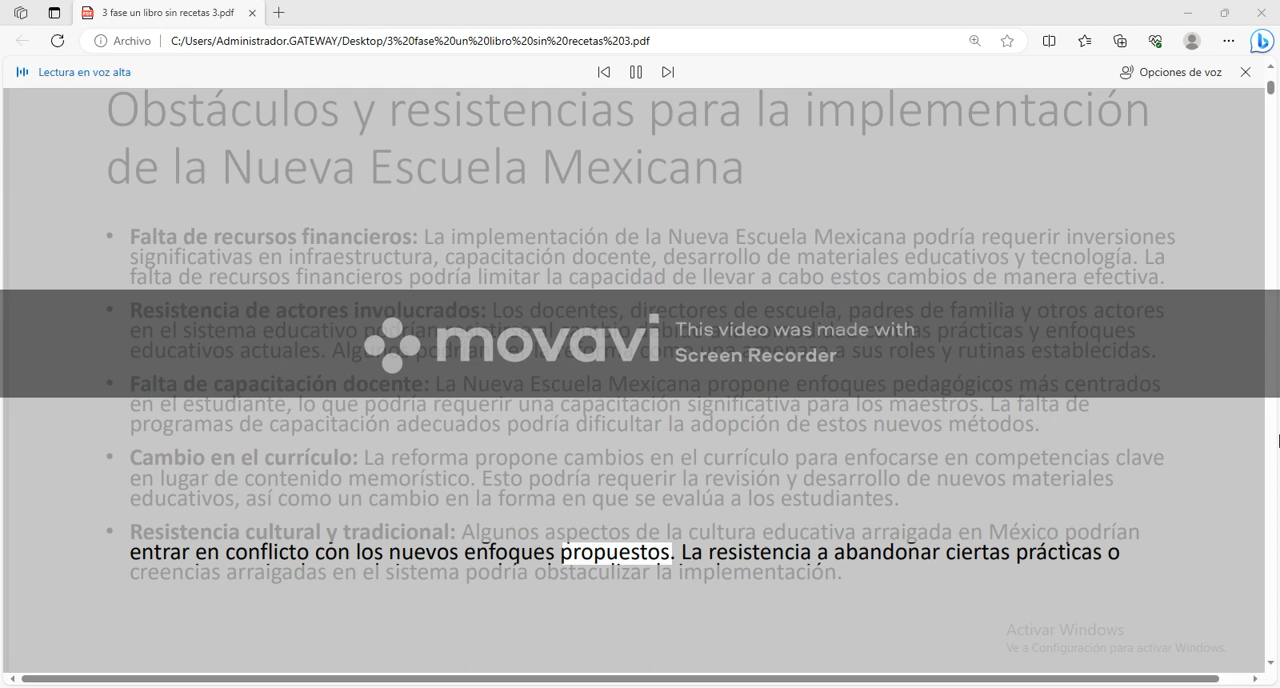 3 fase un libro sin recetas 3.pdf
Archivo
C:/Users/Administrador.GATEWAY/Desktop/3%20fase%20un%20libro%20sin%20recetas%203.pdf
Lectura en voz alta
Opciones de voz
Obstáculos y resistencias para la implementación
de la Nueva Escuela Mexicana
• Falta de recursos financieros: La implementación de la Nueva Escuela Mexicana podría requerir inversiones
significativas en infraestructura, capacitación docente, desarrollo de materiales educativos y tecnología. La
falta de recursos financieros podría limitar la capacidad de llevar a cabo estos cambios de manera efectiva.
• Resistencia de actores involucrados: Los docentes, directores de escuela, padres de familia y otros actores
en el sistema educativo prácticas y enfoques
educativos actuales. a sus roles y rutinas establecidas.
movavi
This video was made with
Screen Recorder
• Falta de capacitación docente: La Nueva Escuela Mexicana propone enfoques pedagógicos más centrados
en el estudiante, lo que podría requerir una capacitación significativa para los maestros. La falta de
programas de capacitación adecuados podría dificultar la adopción de estos nuevos métodos.
• Cambio en el currículo: La reforma propone cambios en el currículo para enfocarse en competencias clave
en lugar de contenido memorístico. Esto podría requerir la revisión y desarrollo de nuevos materiales
educativos, así como un cambio en la forma en que se evalúa a los estudiantes.
• Resistencia cultural y tradicional: Algunos aspectos de la cultura educativa arraigada en México podrían
entrar en conflicto con los nuevos enfoques propuestos. La resistencia a abandonar ciertas prácticas o
creencias arraigadas en el sistema podría obstaculizar la implementación.
Activar Windows
Ve a Configuración para activar Windows.